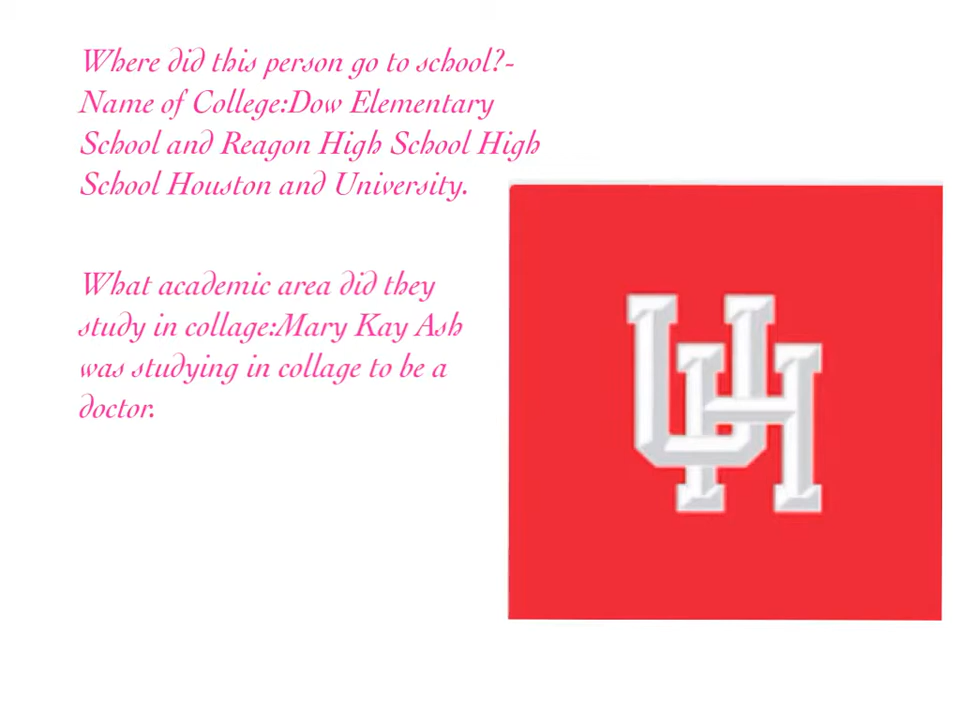 Where did this person go to school?-
Name of College:Dow Elementary
School and Reagon High School High
School Houston and University.
What academic area did they
study in collage:Mary Kay Ash
was studying in collage to be a
doctor.
UH